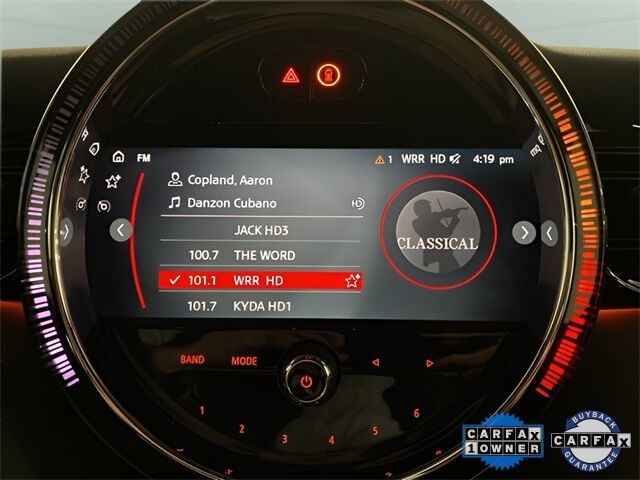 FM
1 WRR HD 4:19 pm
Copland, Aaron
Danzon Cubano
JACK HD3
100.7 THE WORD
101.1 WRR HD
101.7 KYDA HD1
CLASSICAL
BAND MODE
1 2 3 4 5 6
CARFAX
1 OWNER
BUYBACK
CARFAX
GUARANTEE